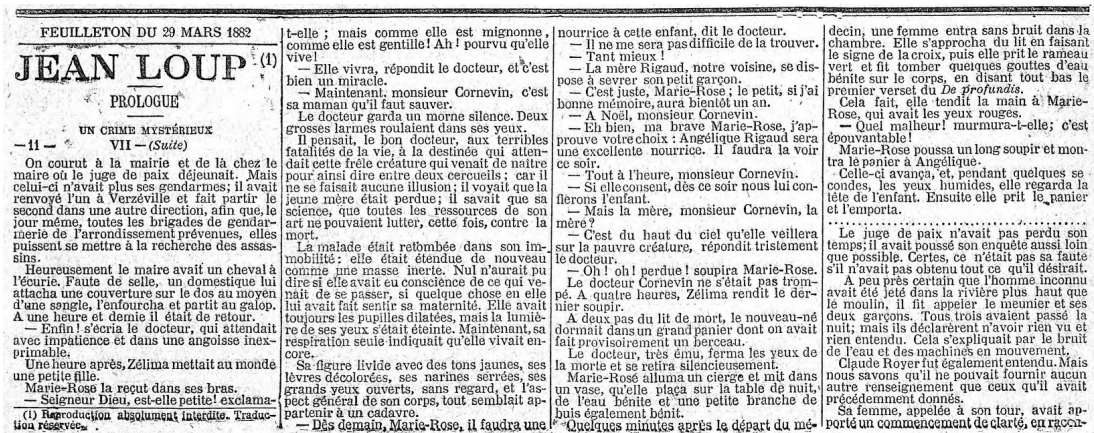 FEUILLETON DU 29 MARS 1882
JEAN LOUP (1)
PROLOGUE
UN CRIME MYSTÉRIEUX
—11— VII —(Suite)
On courut à la mairie et de là chez le
maire où le juge de paix déjeunait. Mais
celui-ci n'avait plus ses gendarmes; il avait
renvoyé l'un à Verzéville et fait partir le
second dans une autre direction, afin que, le
jour même, toutes les brigades de gendar-
merie de l'arrondissement prévenues, elles
puissent se mettre à la recherche des assas-
sins.
Heureusement le maire avait un cheval à
l'écurie. Faute de selle, un domestique lui
attacha une couverture sur le dos au moyen
d'une sangle, l'enfourcha et partit au galop.
A une heure et demie il était de retour.
— Enfin! s'écria le docteur, qui attendait
avec impatience et dans une angoisse inex-
primable.
Une heure après, Zélima mettait au monde
une petite fille.
Marie-Rose la reçut dans ses bras.
— Seigneur Dieu, est-elle petite! exclama-
(1) Reproduction absolument interdite. Traduc-
tion réservée.
t-elle; mais comme elle est mignonne,
comme elle est gentille! Ah! pourvu qu'elle
vive!
— Elle vivra, répondit le docteur, et c'est
bien un miracle.
— Maintenant, monsieur Cornevin, c'est
sa maman qu'il faut sauver.
Le docteur garda un morne silence. Deux
grosses larmes roulaient dans ses yeux.
Il pensait, le bon docteur, aux terribles
fatalités de la vie, à la destinée qui atten-
dait cette frêle créature qui venait de naître
pour ainsi dire entre deux cercueils; car il
ne se faisait aucune illusion; il voyait que la
jeune mère était perdue; il savait que sa
science, que toutes les ressources de son
art ne pouvaient lutter, cette fois, contre la
mort.
La malade était retombée dans son im-
mobilité: elle était étendue de nouveau
comme une masse inerte. Nul n'aurait pu
dire si elle avait eu conscience de ce qui ve-
nait de se passer, si quelque chose en elle
lui avait fait sentir sa maternité. Elle avait
toujours les pupilles dilatées, mais la lumiè-
re de ses yeux s'était éteinte. Maintenant, sa
respiration seule indiquait qu'elle vivait en-
core.
Sa figure livide avec des tons jaunes, ses
lèvres décolorées, ses narines serrées, ses
grands yeux ouverts, sans regard, et l'as-
pect général de son corps, tout semblait ap-
partenir à un cadavre.
— Dès demain, Marie-Rose, il faudra une
nourrice à cette enfant, dit le docteur.
— Il ne me sera pas difficile de la trouver.
— Tant mieux!
— La mère Rigaud, notre voisine, se dis-
pose à sevrer son petit garçon.
— C'est juste, Marie-Rose; le petit, si j'ai
bonne mémoire, aura bientôt un an.
— A Noël, monsieur Cornevin.
— Eh bien, ma brave Marie-Rose, j'ap-
prouve votre choix: Angélique Rigaud sera
une excellente nourrice. Il faudra la voir
ce soir.
— Tout à l'heure, monsieur Cornevin.
— Si elle consent, dès ce soir nous lui con-
fierons l'enfant.
— Mais la mère, monsieur Cornevin, la
mère?
— C'est du haut du ciel qu'elle veillera
sur la pauvre créature, répondit tristement
le docteur.
— Oh! oh! perdue! soupira Marie-Rose.
Le docteur Cornevin ne s'était pas trom-
pé. A quatre heures, Zélima rendit le der-
nier soupir.
A deux pas du lit de mort, le nouveau-né
dormait dans un grand panier dont on avait
fait provisoirement un berceau.
Le docteur, très ému, ferma les yeux de
la morte et se retira silencieusement.
Marie-Rose alluma un cierge et mit dans
un vase, qu'elle plaça sur la table de nuit,
de l'eau bénite et une petite branche de
buis également bénit.
Quelques minutes après le départ du mé-
decin, une femme entra sans bruit dans la
chambre. Elle s'approcha du lit en faisant
le signe de la croix, puis elle prit le rameau
vert et fit tomber quelques gouttes d'eau
bénite sur le corps, en disant tout bas le
premier verset du De profundis.
Cela fait, elle tendit la main à Marie-
Rose, qui avait les yeux rouges.
— Quel malheur! murmura-t-elle; c'est
épouvantable!
Marie-Rose poussa un long soupir et mon-
tra le panier à Angélique.
Celle-ci avança, et, pendant quelques se-
condes, les yeux humides, elle regarda la
tête de l'enfant. Ensuite elle prit le panier
et l'emporta.
Le juge de paix n'avait pas perdu son
temps; il avait poussé son enquête aussi loin
que possible. Certes, ce n'était pas sa faute
s'il n'avait pas obtenu tout ce qu'il désirait.
A peu près certain que l'homme inconnu
avait été jeté dans la rivière plus haut que
le moulin, il fit appeler le meunier et ses
deux garçons. Tous trois avaient passé la
nuit; mais ils déclarèrent n'avoir rien vu et
rien entendu. Cela s'expliquait par le bruit
de l'eau et des machines en mouvement.
Claude Royer fut également entendu. Mais
nous savons qu'il ne pouvait fournir aucun
autre renseignement que ceux qu'il avait
précédemment donnés.
Sa femme, appelée à son tour, avait ap-
porté un commencement de clarté, en racon-